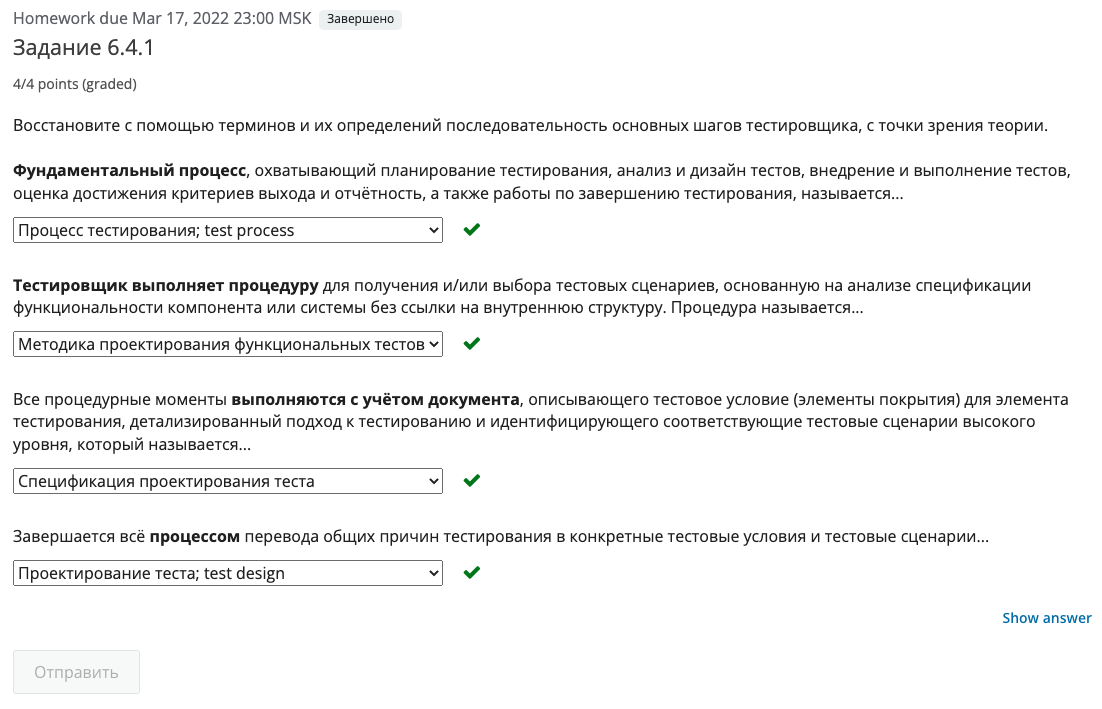 Homework due Mar 17, 2022 23:00 MSK Завершено
Задание 6.4.1
4/4 points (graded)
Восстановите с помощью терминов и их определений последовательность основных шагов тестировщика, с точки зрения теории.
Фундаментальный процесс, охватывающий планирование тестирования, анализ и дизайн тестов, внедрение и выполнение тестов,
оценка достижения критериев выхода и отчётность, а также работы по завершению тестирования, называется...
Процесс тестирования; test process
Тестировщик выполняет процедуру для получения и/или выбора тестовых сценариев, основанную на анализе спецификации
функциональности компонента или системы без ссылки на внутреннюю структуру. Процедура называется...
Методика проектирования функциональных тестов
Все процедурные моменты выполняются с учётом документа, описывающего тестовое условие (элементы покрытия) для элемента
тестирования, детализированный подход к тестированию и идентифицирующего соответствующие тестовые сценарии высокого
уровня, который называется...
Спецификация проектирования теста
Завершается всё процессом перевода общих причин тестирования в конкретные тестовые условия и тестовые сценарии...
Проектирование теста; test design
Show answer
Отправить